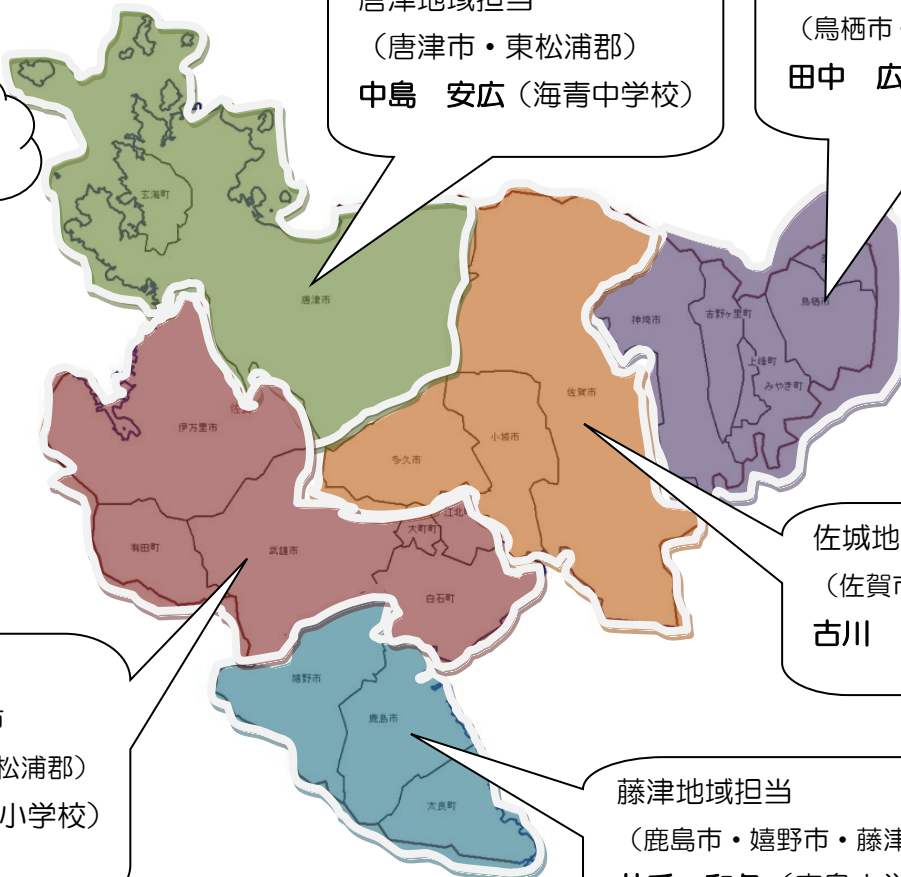 唐津地域担当
（唐津市・東松浦郡）
中島　安広（海青中学校）
（鳥栖市・
田中　広
玄海町
唐津市
神埼市
吉野ヶ里町
鳥栖市
上峰町
みやき町
佐賀市
小城市
多久市
伊万里市
江北
大町町
有田町
武雄市
白石町
佐城地
（佐賀市
古川
嬉野市
鹿島市
太良町
松浦郡）
小学校）
藤津地域担当
（鹿島市・嬉野市・藤津